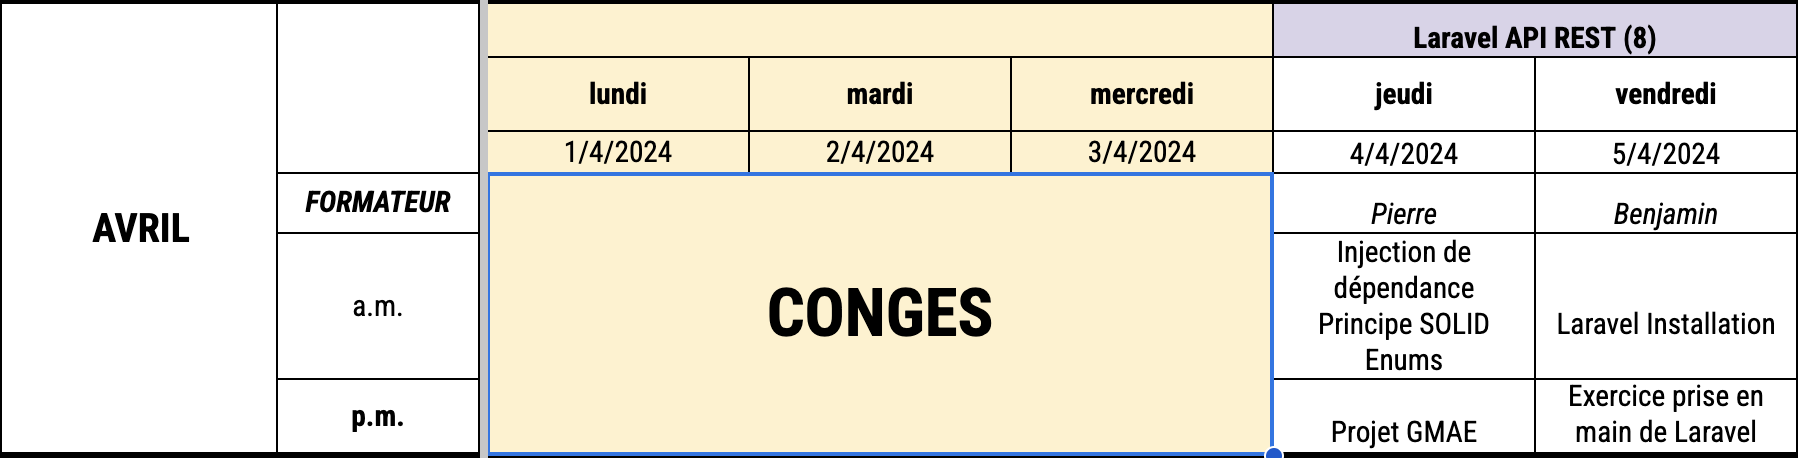 Laravel API REST (8)
lundi mardi mercredi jeudi vendredi
1/4/2024 2/4/2024 3/4/2024 4/4/2024 5/4/2024
AVRIL
FORMATEUR Pierre Benjamin
a.m.
CONGES
Injection de
dépendance
Principe SOLID
Enums
Laravel Installation
p.m.
Projet GMAE
Exercice prise en
main de Laravel